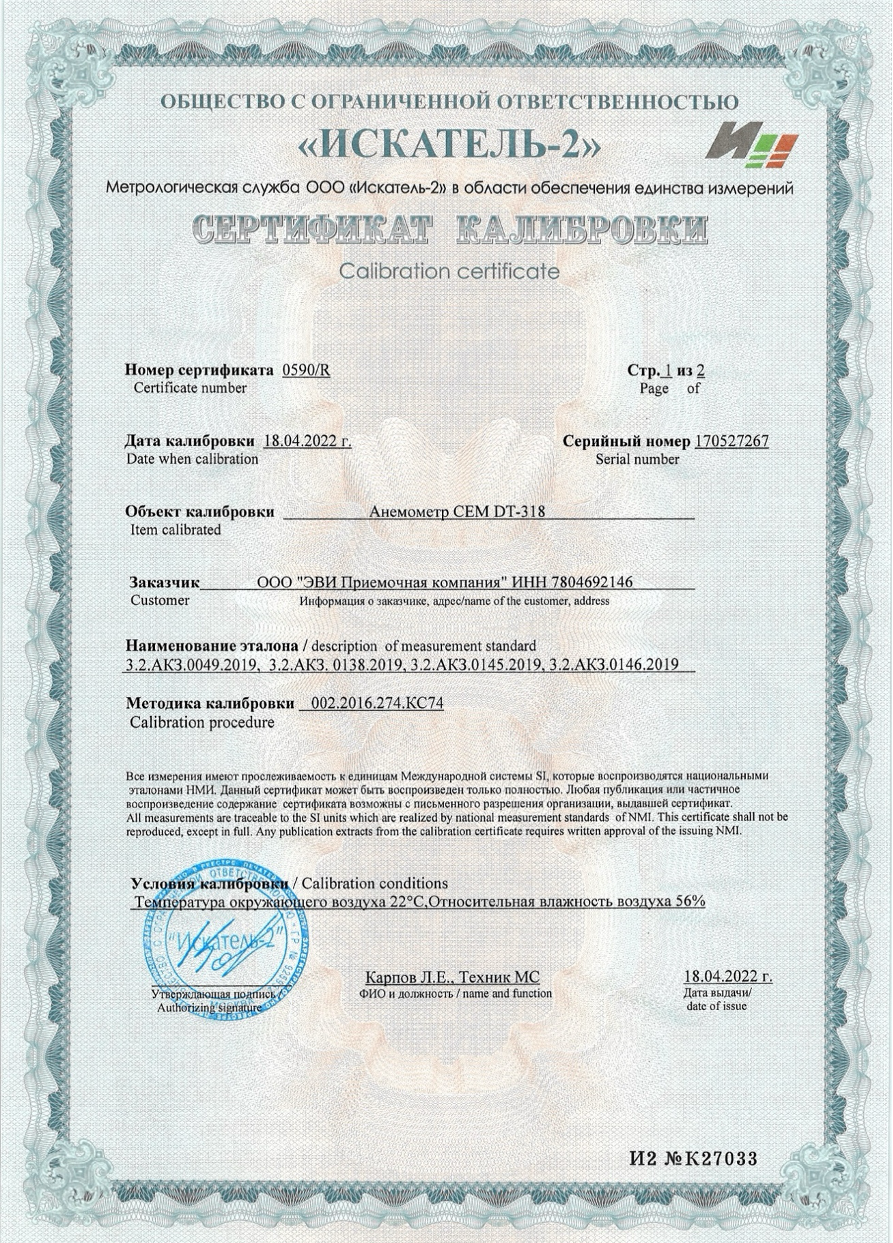 ОБЩЕСТВО С ОГРАНИЧЕННОЙ ОТВЕТСТВЕННОСТЬЮ
«ИСКАТЕЛЬ-2»
Метрологическая служба ООО «Искатель-2» в области обеспечения единства измерений
СЕРТИФИКАТ КАЛИБРОВКИ
Calibration certificate
Номер сертификата 0590/R Стр. 1 из 2
Certificate number Page of
Дата калибровки 18.04.2022 г. Серийный номер 170527267
Date when calibration Serial number
Объект калибровки Анемометр CEM DT-318
Item calibrated
Заказчик ООО "ЭВИ Приемочная компания" ИНН 7804692146
Customer Информация о заказчике, адрес/name of the customer, address
Наименование эталона / description of measurement standard
3.2.АКЗ.0049.2019, 3.2.АКЗ. 0138.2019, 3.2.АКЗ.0145.2019, 3.2.АКЗ.0146.2019
Методика калибровки 002.2016.274.КС74
Calibration procedure
Все измерения имеют прослеживаемость к единицам Международной системы SI, которые воспроизводятся национальными
эталонами НМИ. Данный сертификат может быть воспроизведен только полностью. Любая публикация или частичное
воспроизведение содержание сертификата возможны с письменного разрешения организации, выдавшей сертификат.
All measurements are traceable to the SI units which are realized by national measurement standards of NMI. This certificate shall not be
reproduced, except in full. Any publication extracts from the calibration certificate requires written approval of the issuing NMI.
Условия калибровки / Calibration conditions
Температура окружающего воздуха 22°С,Относительная влажность воздуха 56%
"Искатель-2"
Карпов Л.Е., Техник МС 18.04.2022 г.
Утверждающая подпись ФИО и должность / name and function Дата выдачи/
Authorizing signature date of issue
МОСКВА
И2 №К27033